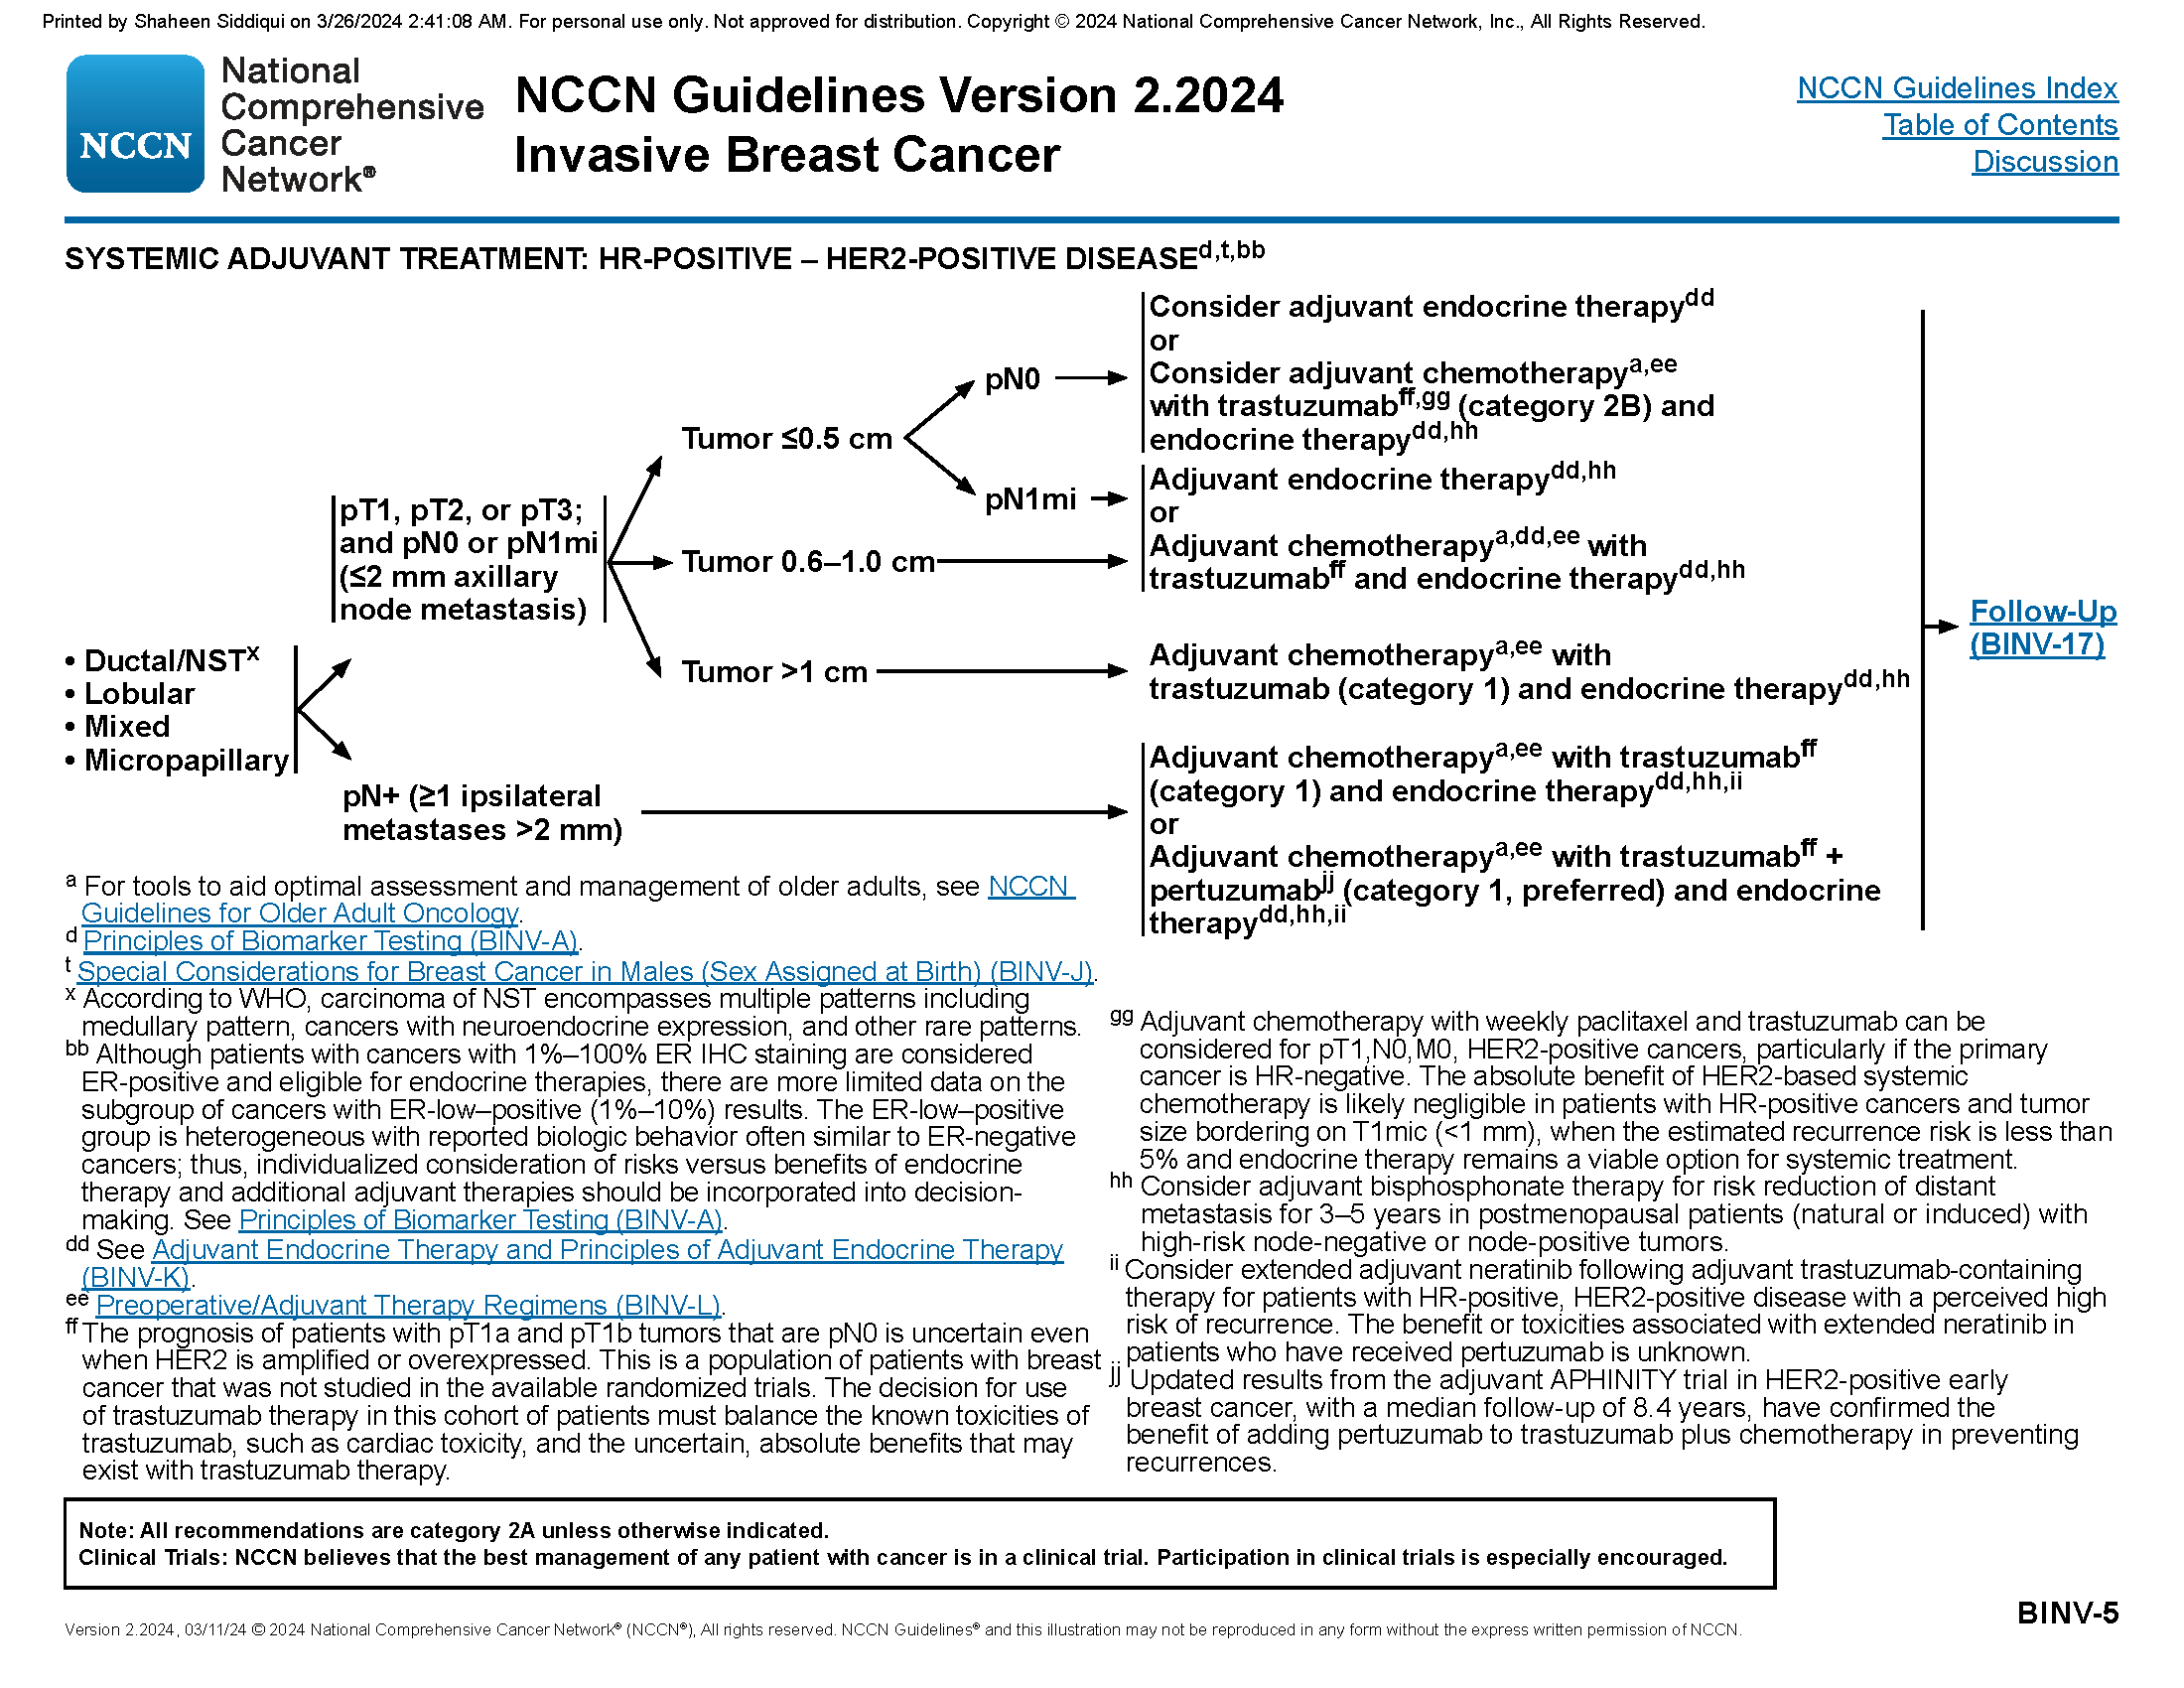 Printed by Shaheen Siddiqui on 3/26/2024 2:41:08 AM. For personal use only. Not approved for distribution. Copyright © 2024 National Comprehensive Cancer Network, Inc., All Rights Reserved.
NCCN
National
Comprehensive
Cancer
Network®
NCCN Guidelines Version 2.2024
Invasive Breast Cancer
NCCN Guidelines Index
Table of Contents
Discussion
SYSTEMIC ADJUVANT TREATMENT: HR-POSITIVE – HER2-POSITIVE DISEASEd,t,bb
• Ductal/NSTx
• Lobular
• Mixed
• Micropapillary
pT1, pT2, or pT3;
and pN0 or pN1mi
(≤2 mm axillary
node metastasis)
pN+ (≥1 ipsilateral
metastases >2 mm)
Tumor ≤0.5 cm
Tumor 0.6–1.0 cm
Tumor >1 cm
pN0
pN1mi
Consider adjuvant endocrine therapydd
or
Consider adjuvant chemotherapya,ee
with trastuzumabff,gg (category 2B) and
endocrine therapydd,hh
Adjuvant endocrine therapydd,hh
or
Adjuvant chemotherapya,dd,ee with
trastuzumabff and endocrine therapydd,hh
Adjuvant chemotherapya,ee with
trastuzumab (category 1) and endocrine therapydd,hh
Adjuvant chemotherapya,ee with trastuzumabff
(category 1) and endocrine therapydd,hh,ii
or
Adjuvant chemotherapya,ee with trastuzumabff +
pertuzumabjj (category 1, preferred) and endocrine
therapydd,hh,ii
Follow-Up
(BINV-17)
a For tools to aid optimal assessment and management of older adults, see NCCN
Guidelines for Older Adult Oncology.
d Principles of Biomarker Testing (BINV-A).
t Special Considerations for Breast Cancer in Males (Sex Assigned at Birth) (BINV-J).
x According to WHO, carcinoma of NST encompasses multiple patterns including
medullary pattern, cancers with neuroendocrine expression, and other rare patterns.
bb Although patients with cancers with 1%–100% ER IHC staining are considered
ER-positive and eligible for endocrine therapies, there are more limited data on the
subgroup of cancers with ER-low–positive (1%–10%) results. The ER-low–positive
group is heterogeneous with reported biologic behavior often similar to ER-negative
cancers; thus, individualized consideration of risks versus benefits of endocrine
therapy and additional adjuvant therapies should be incorporated into decision-
making. See Principles of Biomarker Testing (BINV-A).
dd See Adjuvant Endocrine Therapy and Principles of Adjuvant Endocrine Therapy
(BINV-K).
ee Preoperative/Adjuvant Therapy Regimens (BINV-L).
ff The prognosis of patients with pT1a and pT1b tumors that are pN0 is uncertain even
when HER2 is amplified or overexpressed. This is a population of patients with breast
cancer that was not studied in the available randomized trials. The decision for use
of trastuzumab therapy in this cohort of patients must balance the known toxicities of
trastuzumab, such as cardiac toxicity, and the uncertain, absolute benefits that may
exist with trastuzumab therapy.
gg Adjuvant chemotherapy with weekly paclitaxel and trastuzumab can be
considered for pT1,N0,M0, HER2-positive cancers, particularly if the primary
cancer is HR-negative. The absolute benefit of HER2-based systemic
chemotherapy is likely negligible in patients with HR-positive cancers and tumor
size bordering on T1mic (<1 mm), when the estimated recurrence risk is less than
5% and endocrine therapy remains a viable option for systemic treatment.
hh Consider adjuvant bisphosphonate therapy for risk reduction of distant
metastasis for 3–5 years in postmenopausal patients (natural or induced) with
high-risk node-negative or node-positive tumors.
ii Consider extended adjuvant neratinib following adjuvant trastuzumab-containing
therapy for patients with HR-positive, HER2-positive disease with a perceived high
risk of recurrence. The benefit or toxicities associated with extended neratinib in
patients who have received pertuzumab is unknown.
jj Updated results from the adjuvant APHINITY trial in HER2-positive early
breast cancer, with a median follow-up of 8.4 years, have confirmed the
benefit of adding pertuzumab to trastuzumab plus chemotherapy in preventing
recurrences.
Note: All recommendations are category 2A unless otherwise indicated.
Clinical Trials: NCCN believes that the best management of any patient with cancer is in a clinical trial. Participation in clinical trials is especially encouraged.
BINV-5
Version 2.2024, 03/11/24 © 2024 National Comprehensive Cancer Network® (NCCN®), All rights reserved. NCCN Guidelines® and this illustration may not be reproduced in any form without the express written permission of NCCN.